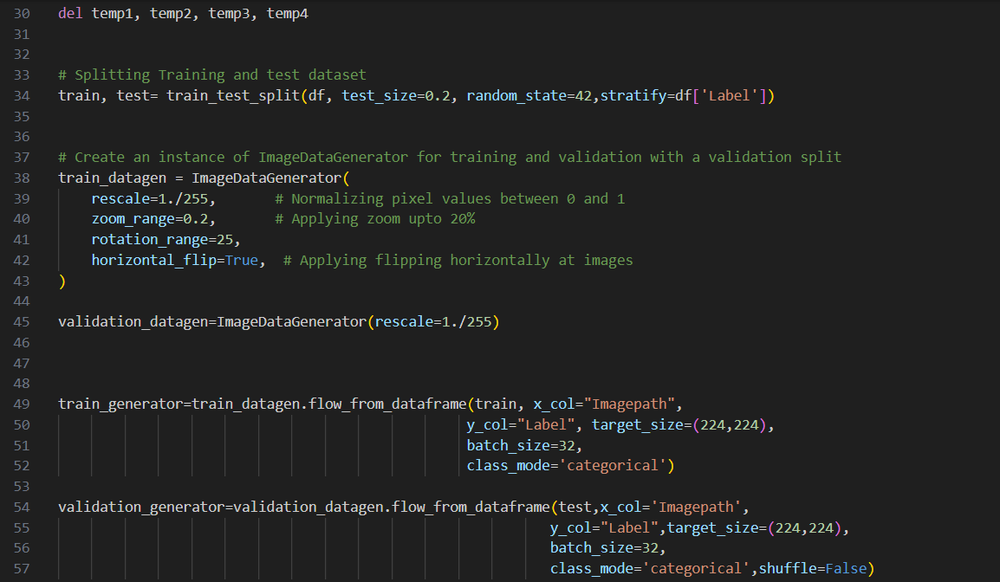 30 del temp1, temp2, temp3, temp4
31
32
33 # Splitting Training and test dataset
34 train, test= train_test_split(df, test_size=0.2, random_state=42,stratify=df['Label'])
35
36
37 # Create an instance of ImageDataGenerator for training and validation with a validation split
38 train_datagen = ImageDataGenerator(
39     rescale=1./255,       # Normalizing pixel values between 0 and 1
40     zoom_range=0.2,       # Applying zoom upto 20%
41     rotation_range=25,
42     horizontal_flip=True,  # Applying flipping horizontally at images
43 )
44
45 validation_datagen=ImageDataGenerator(rescale=1./255)
46
47
48
49 train_generator=train_datagen.flow_from_dataframe(train, x_col="Imagepath",
50                                                  y_col="Label", target_size=(224,224),
51                                                  batch_size=32,
52                                                  class_mode='categorical')
53
54 validation_generator=validation_datagen.flow_from_dataframe(test,x_col='Imagepath',
55                                                            y_col="Label",target_size=(224,224),
56                                                            batch_size=32,
57                                                            class_mode='categorical',shuffle=False)